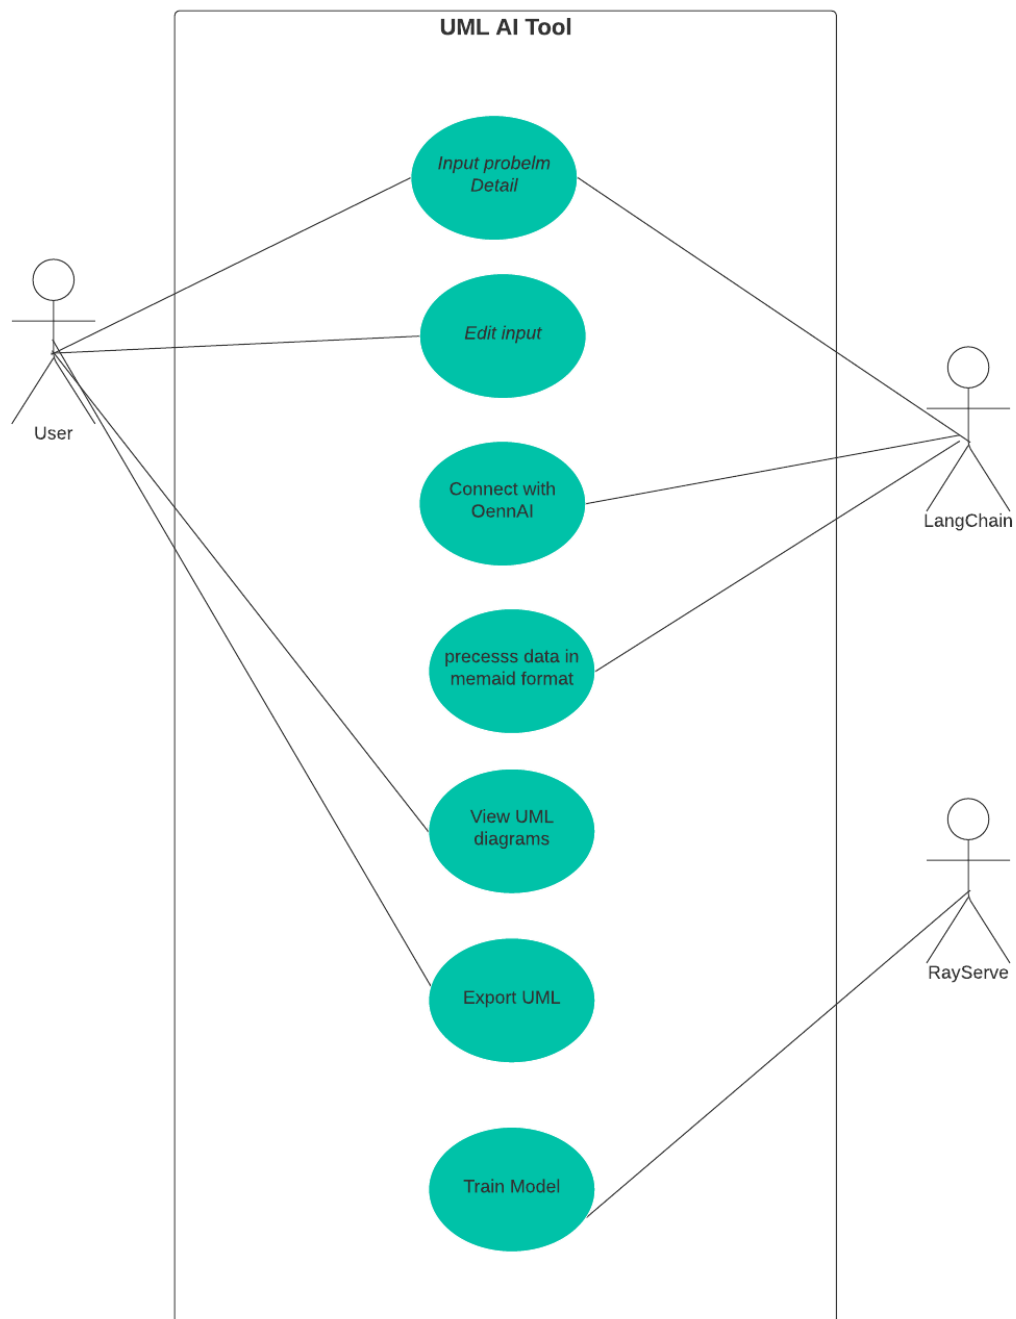 UML AI Tool
Input probelm
Detail
Edit input
User
Connect with
OennAI
LangChain
precesss data in
memaid format
View UML
diagrams
RayServe
Export UML
Train Model